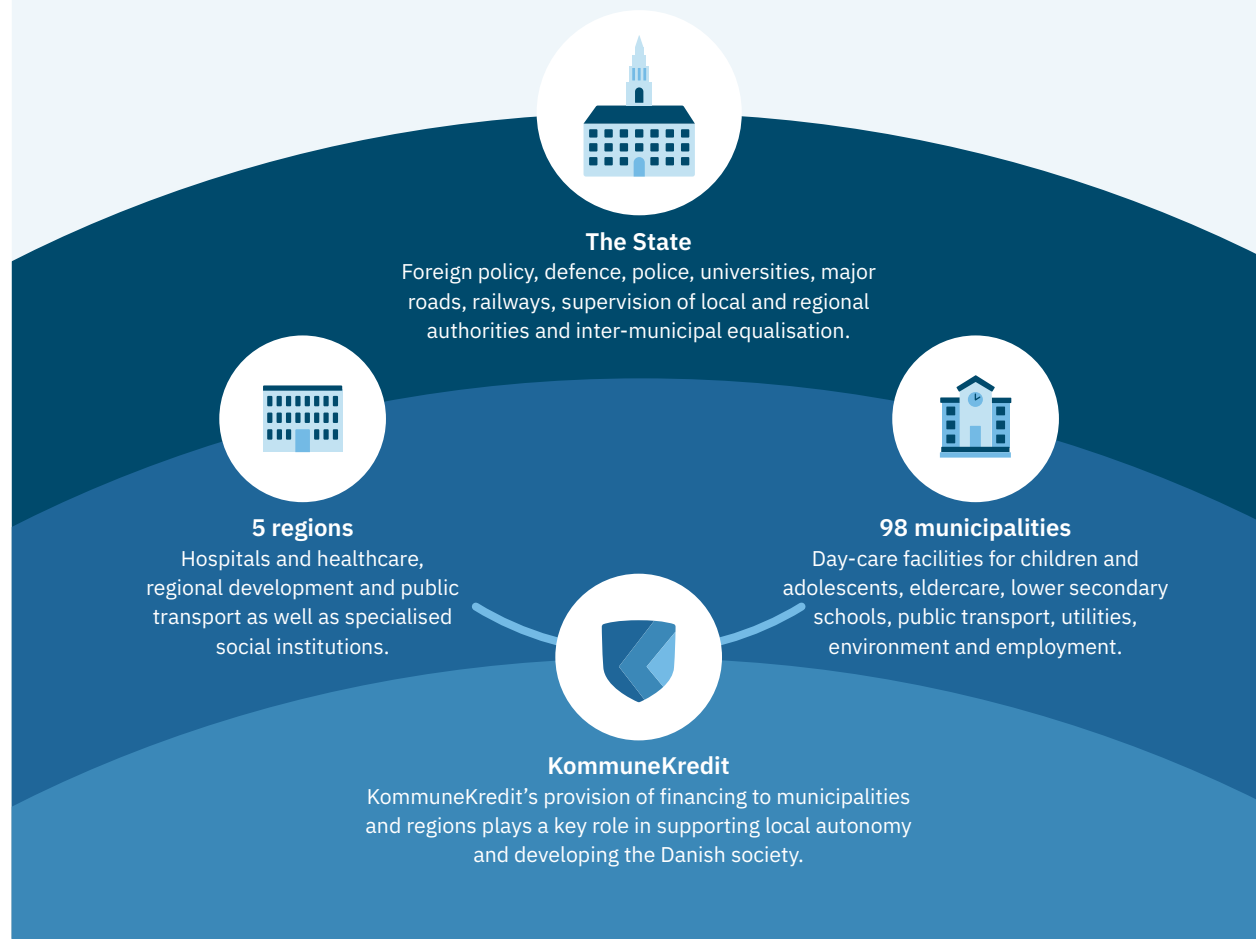 The State
Foreign policy, defence, police, universities, major
roads, railways, supervision of local and regional
authorities and inter-municipal equalisation.
5 regions
Hospitals and healthcare,
regional development and public
transport as well as specialised
social institutions.
98 municipalities
Day-care facilities for children and
adolescents, eldercare, lower secondary
schools, public transport, utilities,
environment and employment.
KommuneKredit
KommuneKredit’s provision of financing to municipalities
and regions plays a key role in supporting local autonomy
and developing the Danish society.